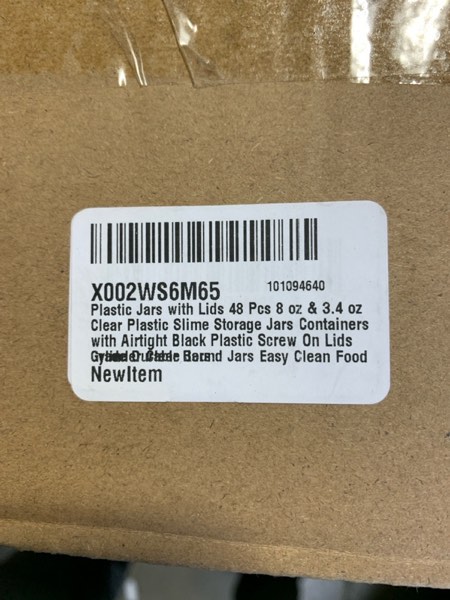 X002WS6M65 101094640
Plastic Jars with Lids 48 Pcs 8 oz & 3.4 oz
Clear Plastic Slime Storage Jars Containers
with Airtight Black Plastic Screw On Lids
Jars Easy Clean Food
NewItem